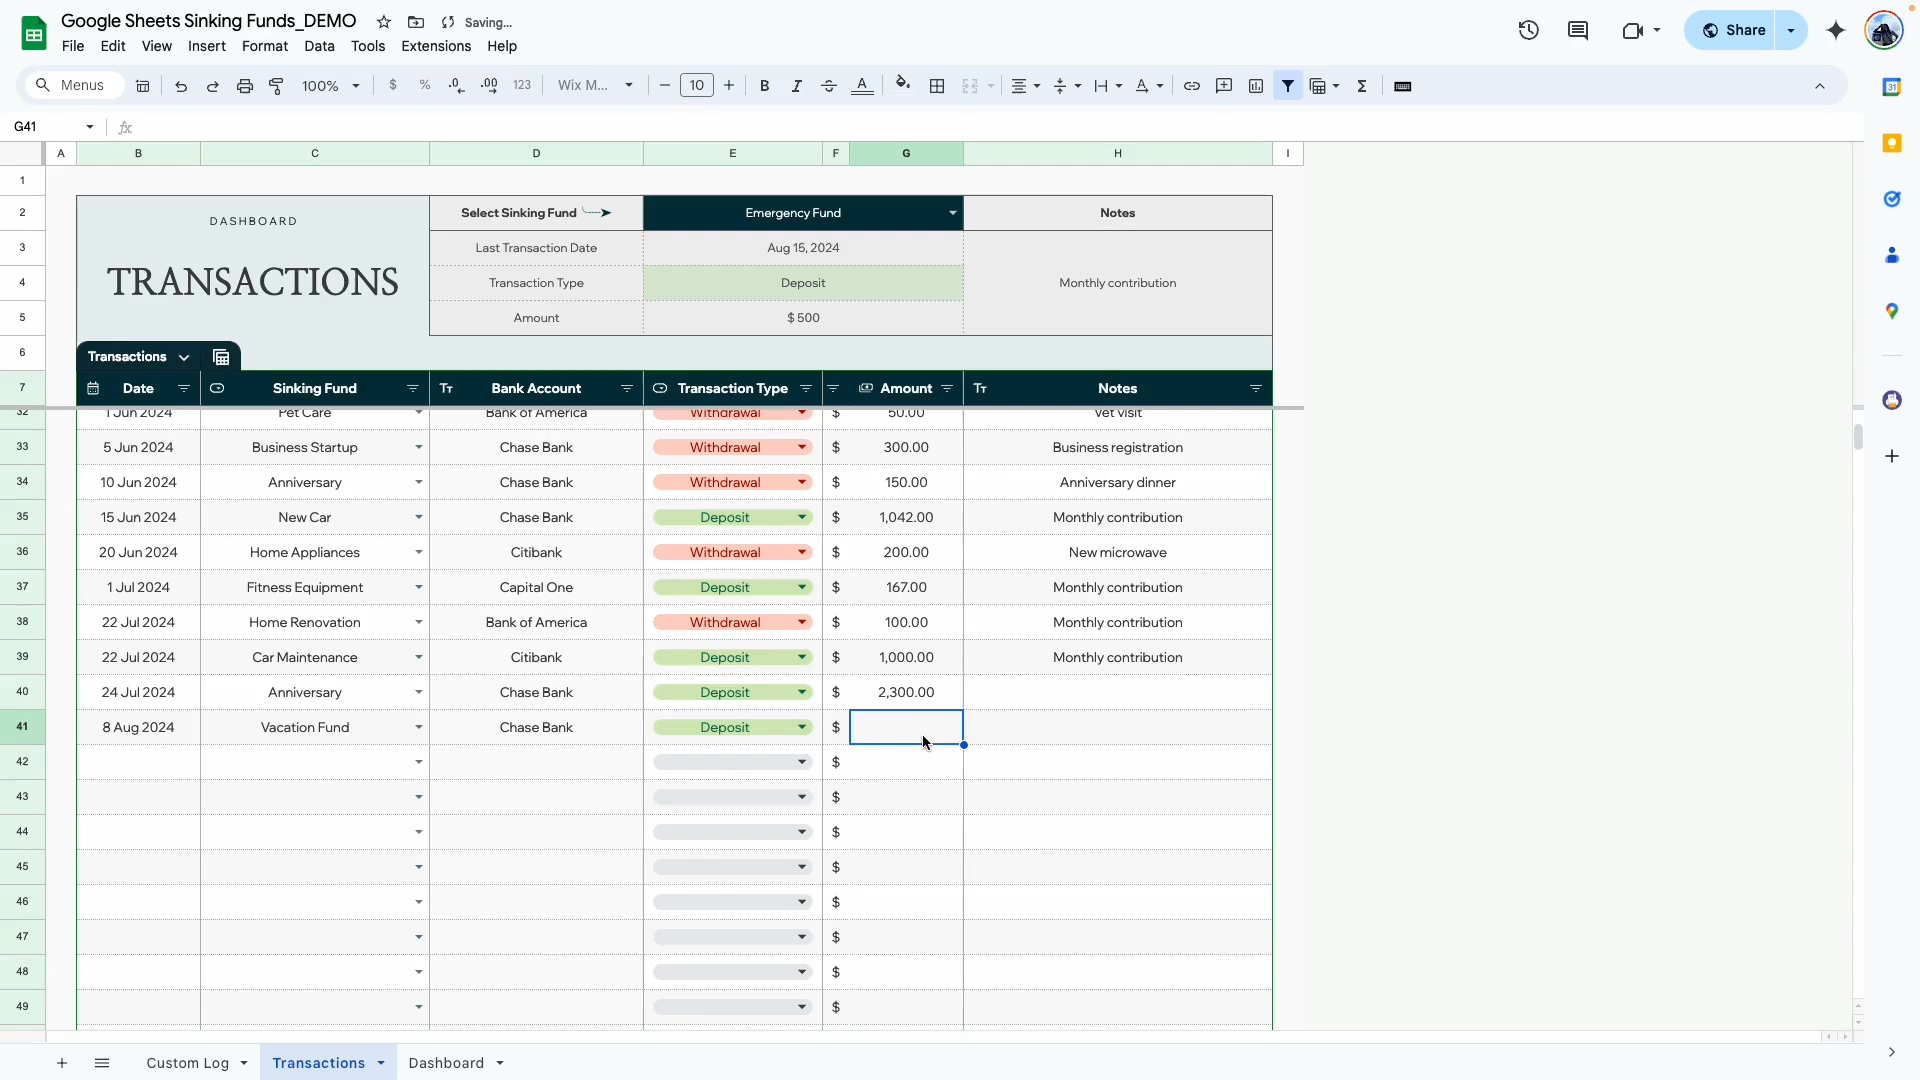 Google Sheets Sinking Funds_DEMO Saving...
File Edit View Insert Format Data Tools Extensions Help
Share
Menus 100% $ % .0 .00 123 Wix M... 10 B I A
G41 fx
A B C D E F G H I
1
2 DASHBOARD Select Sinking Fund Emergency Fund Notes
3 Last Transaction Date Aug 15, 2024
TRANSACTIONS
4 Transaction Type Deposit Monthly contribution
5 Amount $ 500
6 Transactions
7 Date Sinking Fund Tт Bank Account Transaction Type Amount Tт Notes
32 1 Jun 2024 Pet Care Bank of America Withdrawal $ 50.00 Vet visit
33 5 Jun 2024 Business Startup Chase Bank Withdrawal $ 300.00 Business registration
34 10 Jun 2024 Anniversary Chase Bank Withdrawal $ 150.00 Anniversary dinner
35 15 Jun 2024 New Car Chase Bank Deposit $ 1,042.00 Monthly contribution
36 20 Jun 2024 Home Appliances Citibank Withdrawal $ 200.00 New microwave
37 1 Jul 2024 Fitness Equipment Capital One Deposit $ 167.00 Monthly contribution
38 22 Jul 2024 Home Renovation Bank of America Withdrawal $ 100.00 Monthly contribution
39 22 Jul 2024 Car Maintenance Citibank Deposit $ 1,000.00 Monthly contribution
40 24 Jul 2024 Anniversary Chase Bank Deposit $ 2,300.00
41 8 Aug 2024 Vacation Fund Chase Bank Deposit $
42 $
43 $
44 $
45 $
46 $
47 $
48 $
49 $
Custom Log Transactions Dashboard